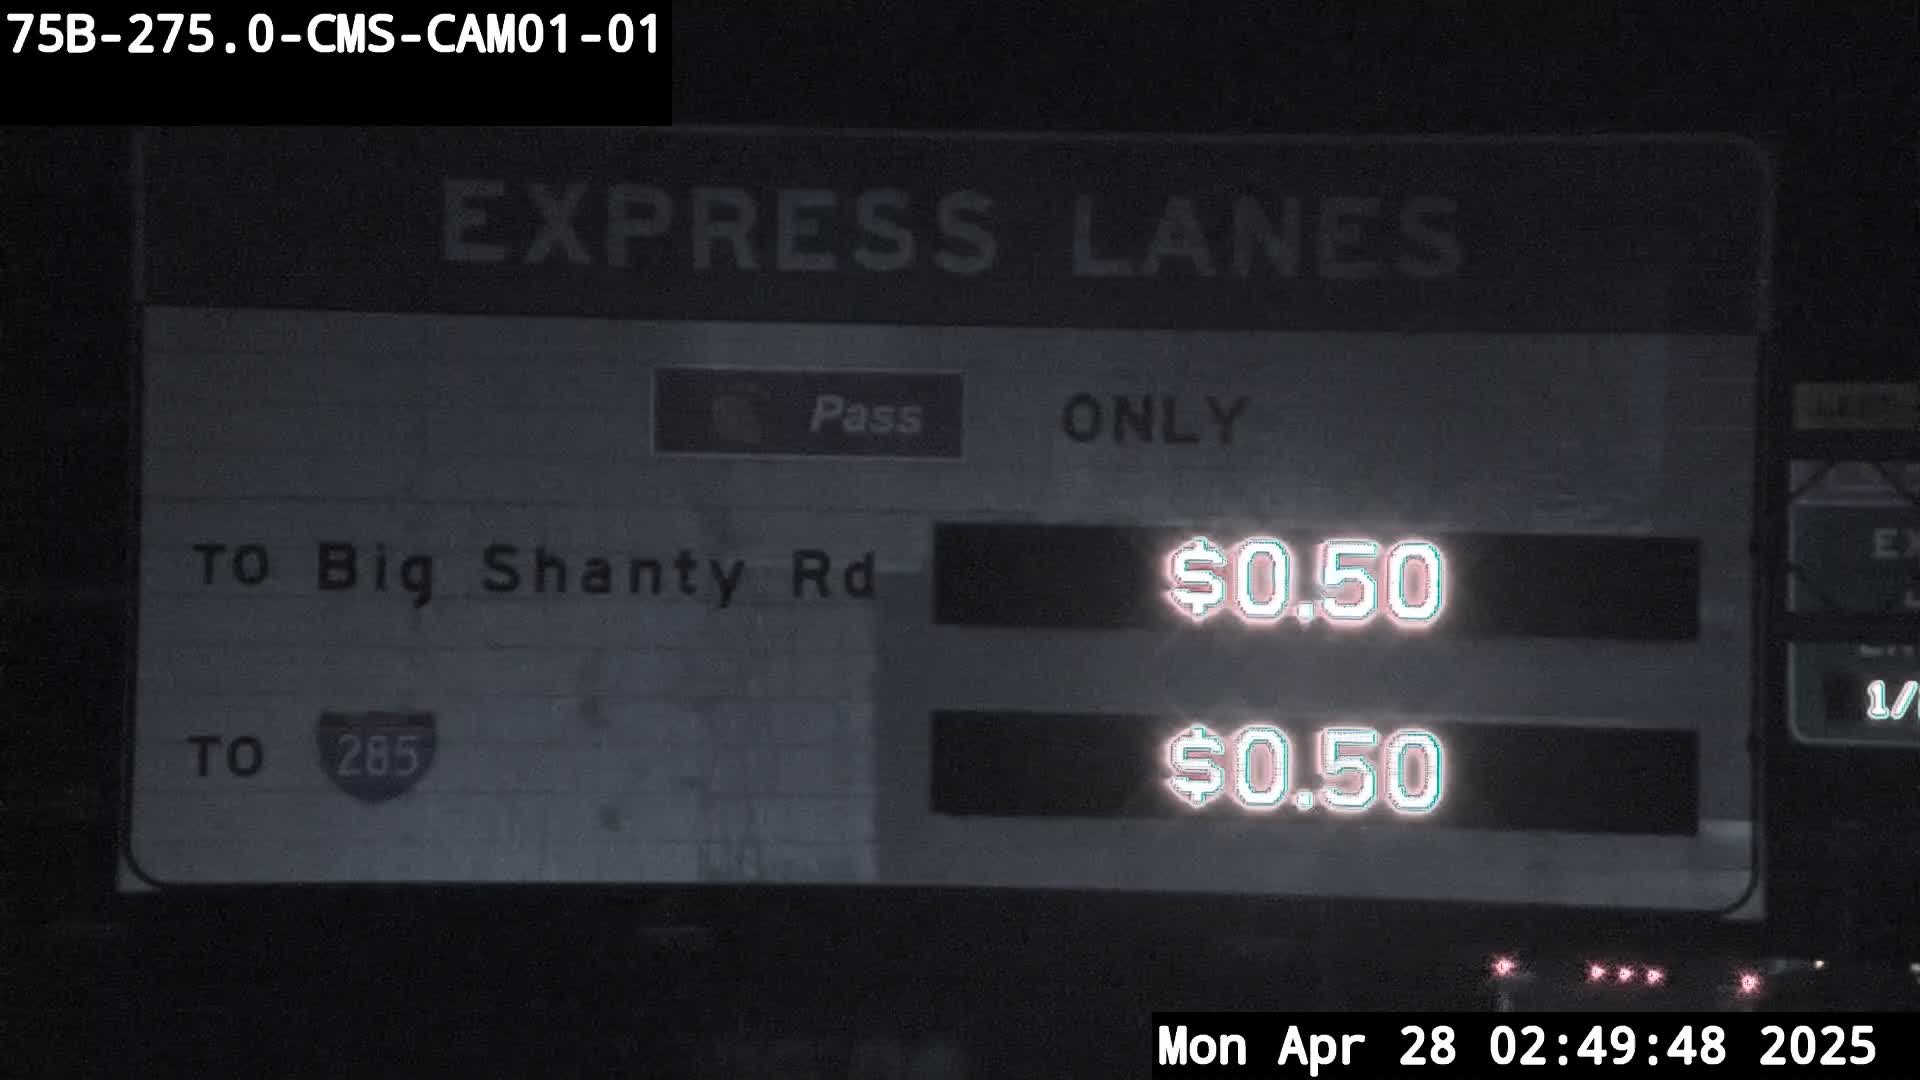 75B-275.0-CMS-CAM01-01
EXPRESS LANES
Pass ONLY
TO Big Shanty Rd $0.50
TO 285 $0.50
1/
Mon Apr 28 02:49:48 2025